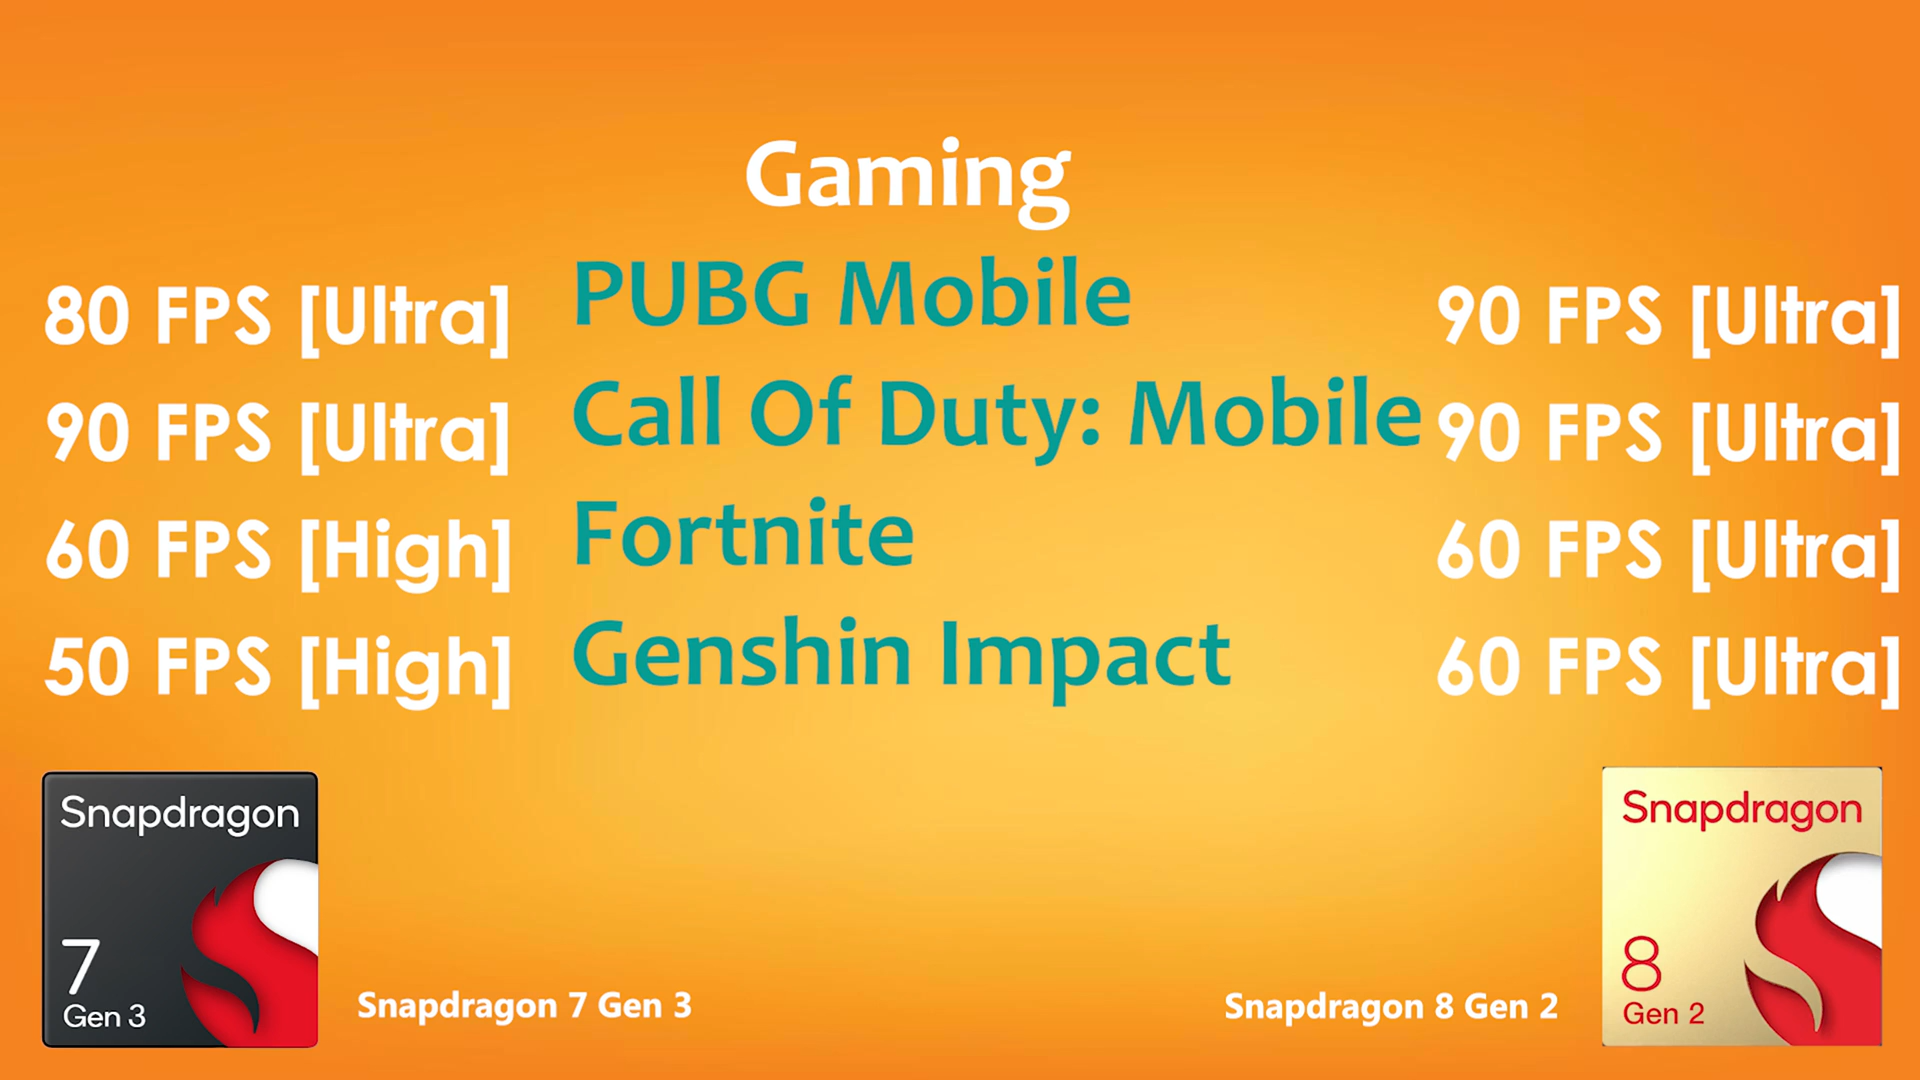 Gaming
80 FPS [Ultra] PUBG Mobile 90 FPS [Ultra]
90 FPS [Ultra] Call Of Duty: Mobile 90 FPS [Ultra]
60 FPS [High] Fortnite 60 FPS [Ultra]
50 FPS [High] Genshin Impact 60 FPS [Ultra]
Snapdragon
7
Gen 3
Snapdragon 7 Gen 3
Snapdragon 8 Gen 2
Snapdragon
8
Gen 2